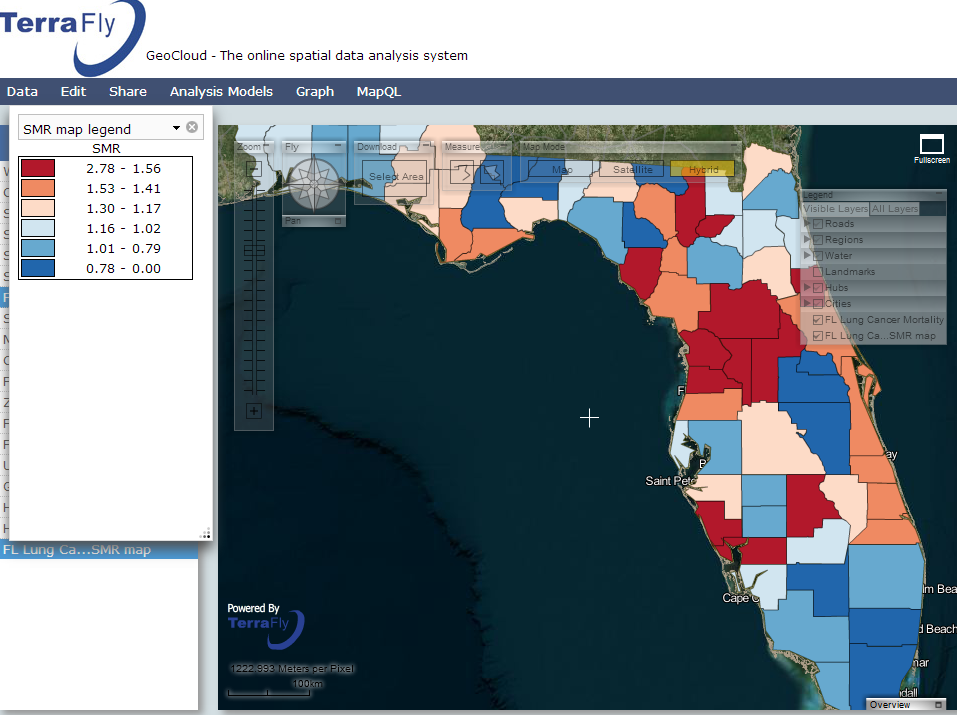 TerraFly
GeoCloud - The online spatial data analysis system
Data Edit Share Analysis Models Graph MapQL
SMR map legend
SMR
2.78 - 1.56
1.53 - 1.41
1.30 - 1.17
1.16 - 1.02
1.01 - 0.79
0.78 - 0.00
FL Lung Ca...SMR map
Zoom
Fly
Download
Measure
Map Mode
Select Area
Map
Satellite
Hybrid
Pan
Fullscreen
Legend
Visible Layers All Layers
Roads
Regions
Water
Landmarks
Hubs
Cities
FL Lung Cancer Mortality
FL Lung Ca...SMR map
ay
Saint Pete
Cape C
lm Bea
d Beach
mar
dall
Powered By
TerraFly
1222.993 Meters per Pixel
100km
Overview